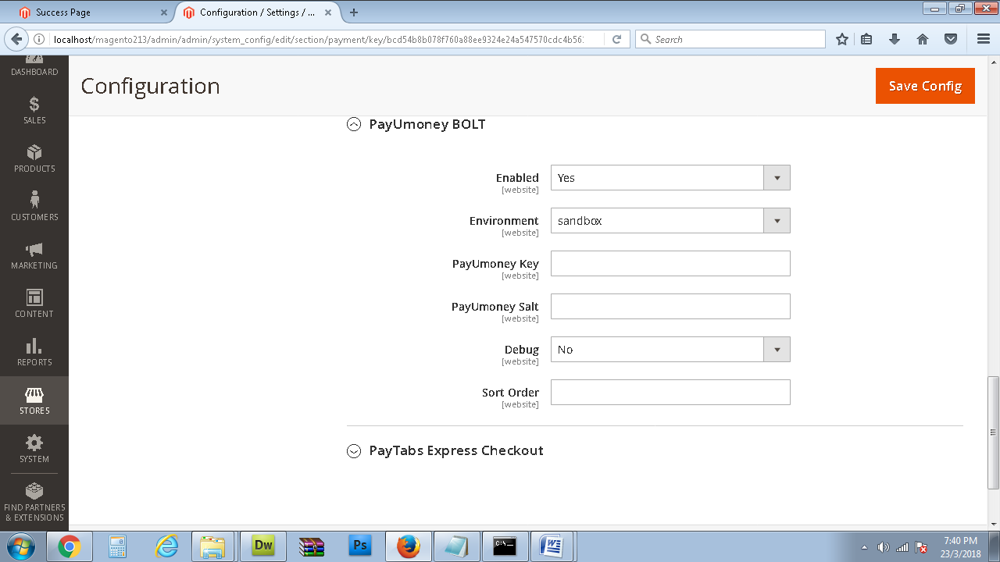 Success Page
Configuration / Settings / ...
localhost/magento213/admin/admin/system_config/edit/section/payment/key/bcd54b8b078f760a88ee9324e24a547570cdc4b56
Search
DASHBOARD
SALES
PRODUCTS
CUSTOMERS
MARKETING
CONTENT
REPORTS
STORES
SYSTEM
FIND PARTNERS
& EXTENSIONS
Configuration
Save Config
PayUmoney BOLT
Enabled
[website]
Yes
Environment
[website]
sandbox
PayUmoney Key
[website]
PayUmoney Salt
[website]
Debug
[website]
No
Sort Order
[website]
PayTabs Express Checkout
Dw
Ps
C:\
W
7:40 PM
23/3/2018